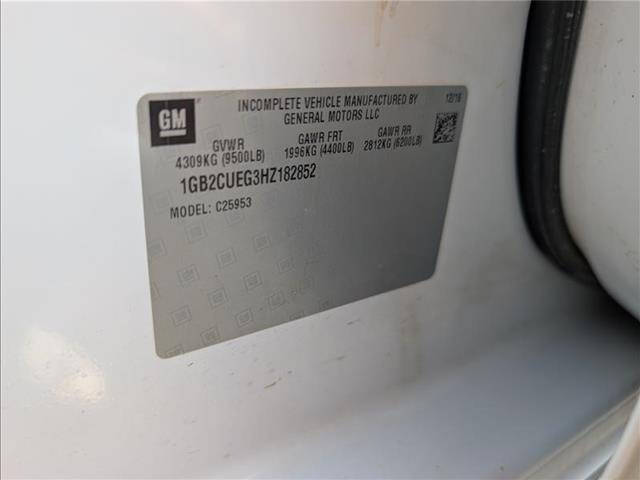 GM
INCOMPLETE VEHICLE MANUFACTURED BY
GENERAL MOTORS LLC
12/16
GVWR
4309KG (9500LB)
GAWR FRT
1996KG (4400LB)
GAWR RR
2812KG (6200LB)
1GB2CUEG3HZ182852
MODEL: C25953